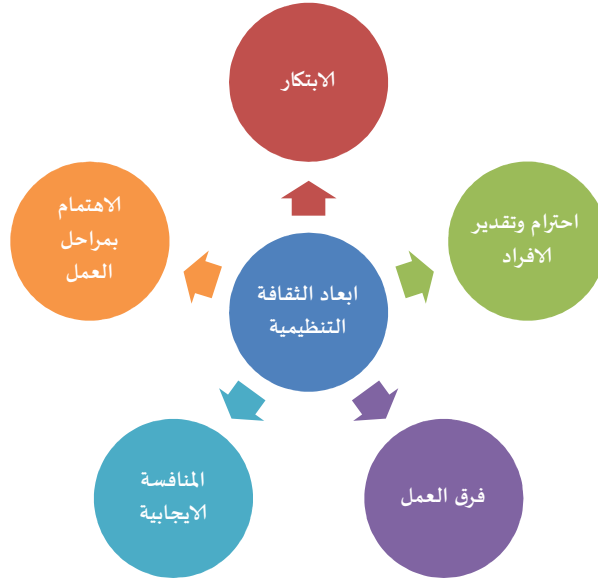 الابتكار
احترام وتقدير
الافراد
فرق العمل
المنافسة
الايجابية
الاهتمام
بمراحل
العمل
ابعاد الثقافة
التنظيمية